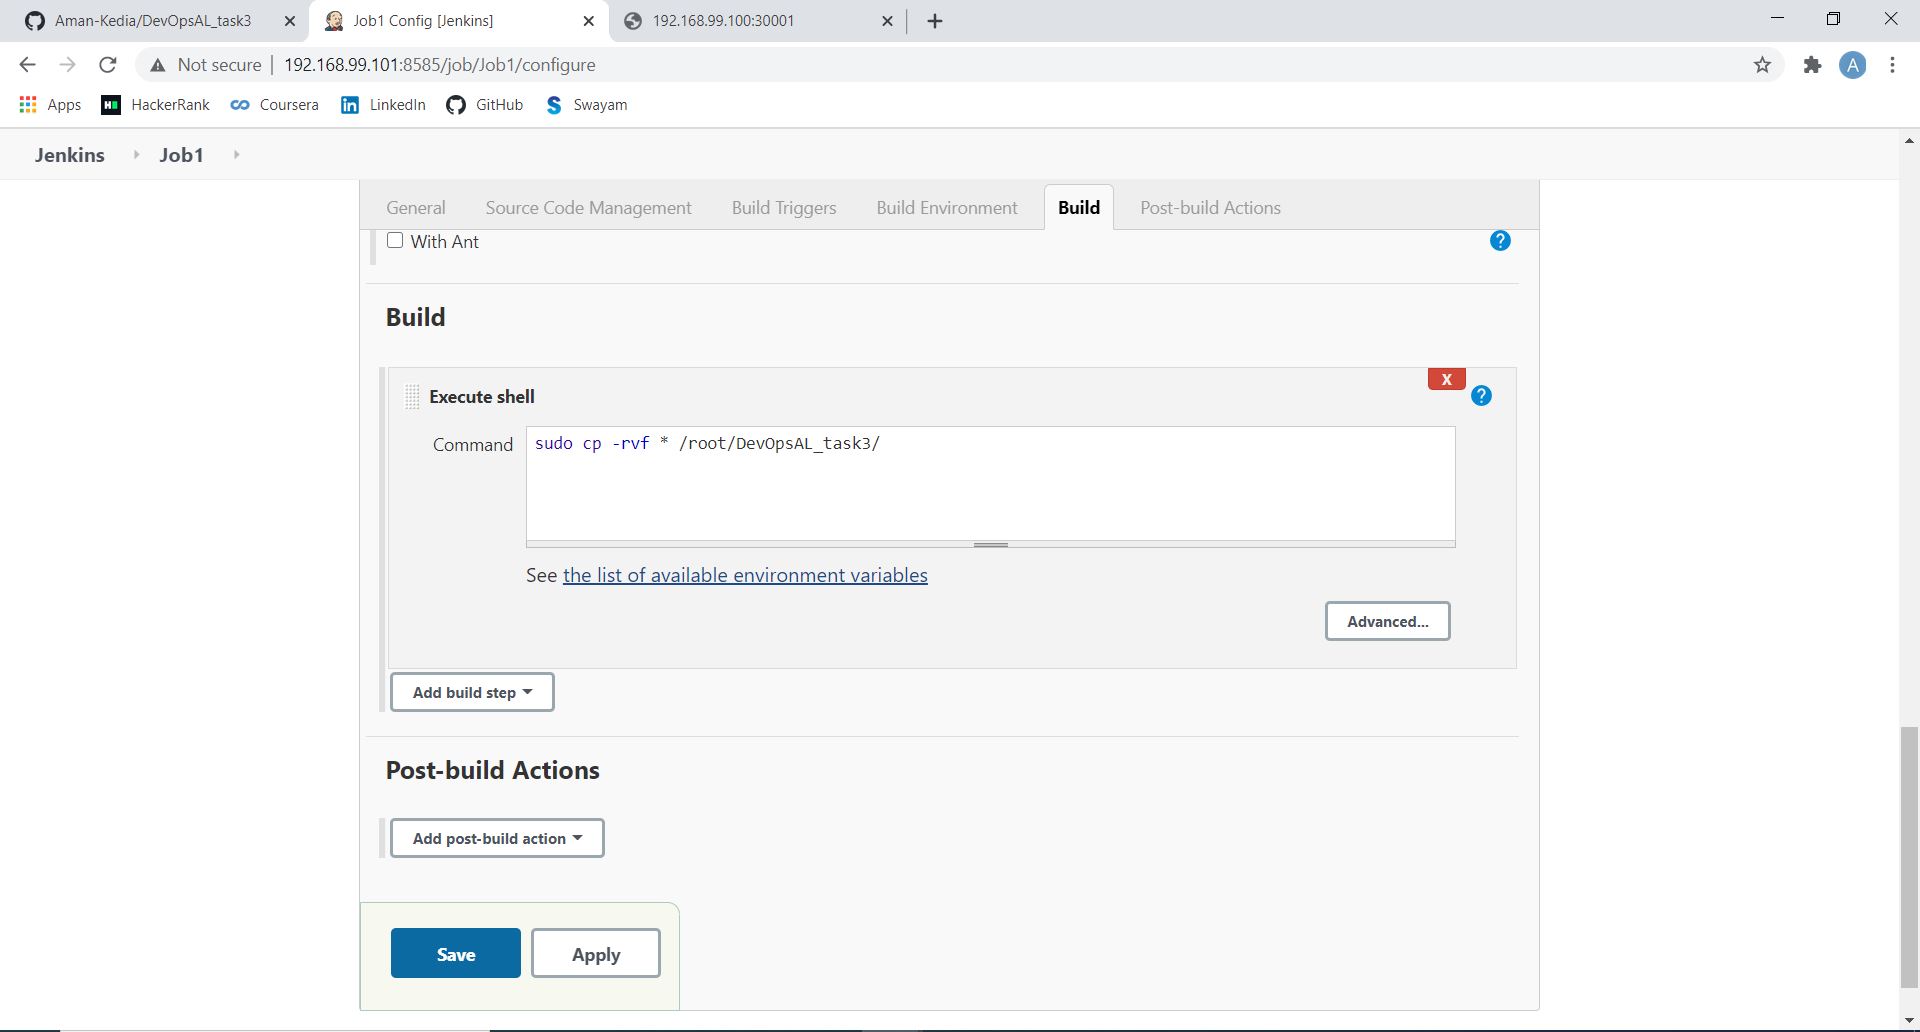 Aman-Kedia/DevOpsAL_task3
Job1 Config [Jenkins]
192.168.99.100:30001
Not secure | 192.168.99.101:8585/job/Job1/configure
A
Apps
HackerRank
Coursera
LinkedIn
GitHub
Swayam
Jenkins
Job1
General
Source Code Management
Build Triggers
Build Environment
Build
Post-build Actions
With Ant
?
Build
X
Execute shell
?
Command
sudo cp -rvf * /root/DevOpsAL_task3/
See the list of available environment variables
Advanced...
Add build step
Post-build Actions
Add post-build action
Save
Apply